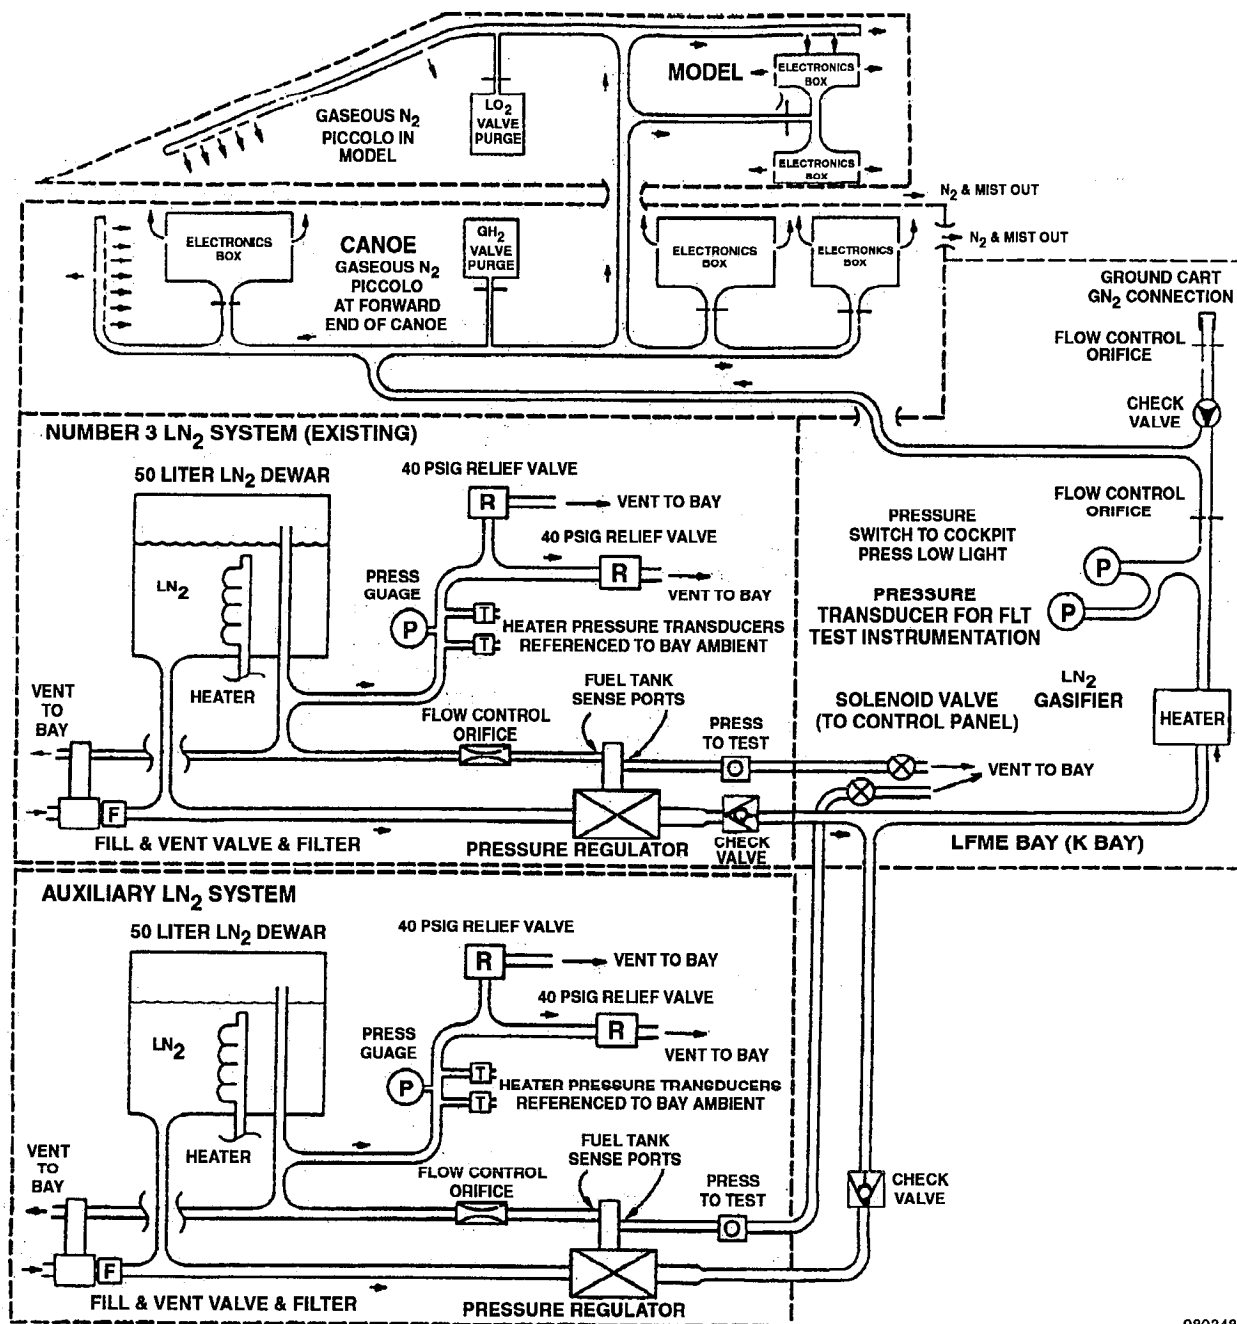 MODEL
ELECTRONICS
BOX
GASEOUS N2
PICCOLO IN
MODEL
LO2
VALVE
PURGE
ELECTRONICS
BOX
N2 & MIST OUT
N2 & MIST OUT
ELECTRONICS
BOX
CANOE
GASEOUS N2
PICCOLO
AT FORWARD
END OF CANOE
GH2
VALVE
PURGE
ELECTRONICS
BOX
ELECTRONICS
BOX
GROUND CART
GN2 CONNECTION
FLOW CONTROL
ORIFICE
CHECK
VALVE
NUMBER 3 LN2 SYSTEM (EXISTING)
50 LITER LN2 DEWAR
40 PSIG RELIEF VALVE
R
VENT TO BAY
40 PSIG RELIEF VALVE
R
VENT TO BAY
LN2
HEATER
PRESS
GUAGE
P
T
T
HEATER PRESSURE TRANSDUCERS
REFERENCED TO BAY AMBIENT
FLOW CONTROL
ORIFICE
PRESSURE
SWITCH TO COCKPIT
PRESS LOW LIGHT
P
PRESSURE
TRANSDUCER FOR FLT
TEST INSTRUMENTATION
P
VENT
TO
BAY
FUEL TANK
SENSE PORTS
FLOW CONTROL
ORIFICE
PRESS
TO TEST
O
SOLENOID VALVE
(TO CONTROL PANEL)
LN2
GASIFIER
HEATER
VENT TO BAY
F
FILL & VENT VALVE & FILTER
PRESSURE REGULATOR
CHECK
VALVE
LFME BAY (K BAY)
AUXILIARY LN2 SYSTEM
50 LITER LN2 DEWAR
40 PSIG RELIEF VALVE
R
VENT TO BAY
40 PSIG RELIEF VALVE
R
VENT TO BAY
LN2
HEATER
PRESS
GUAGE
P
T
T
HEATER PRESSURE TRANSDUCERS
REFERENCED TO BAY AMBIENT
VENT
TO
BAY
FUEL TANK
SENSE PORTS
FLOW CONTROL
ORIFICE
PRESS
TO TEST
O
CHECK
VALVE
F
FILL & VENT VALVE & FILTER
PRESSURE REGULATOR